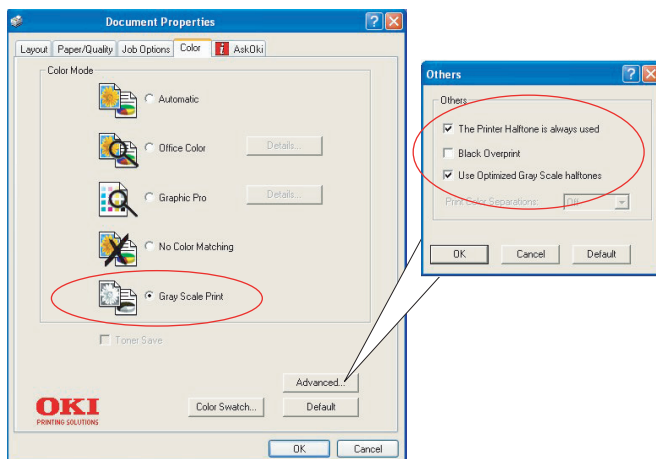 Document Properties
Layout Paper/Quality Job Options Color i AskOki
Color Mode
Automatic
Office Color Details...
Graphic Pro Details...
No Color Matching
Gray Scale Print
Toner Save
Advanced...
OKI
PRINTING SOLUTIONS
Color Swatch... Default
OK Cancel
Others
Others
The Printer Halftone is always used
Black Overprint
Use Optimized Gray Scale halftones
Print Color Separations: Off
OK Cancel Default